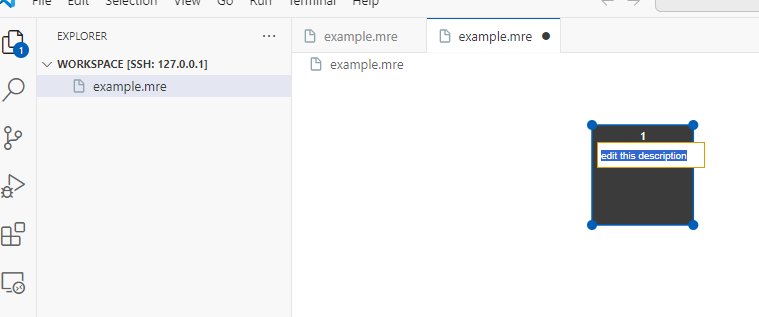 File Edit Selection View Go Run Terminal Help
EXPLORER
example.mre
example.mre
WORKSPACE [SSH: 127.0.0.1]
example.mre
1
example.mre
1
edit this description